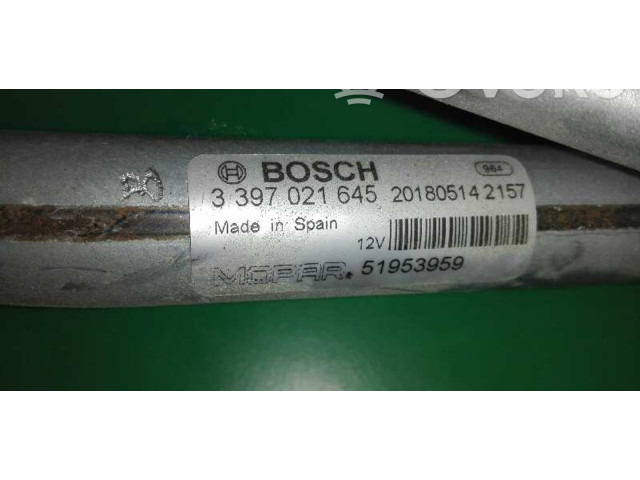 BOSCH 964
3 397 021 645 20180514 2157
Made in Spain
12V
MOPAR 51953959